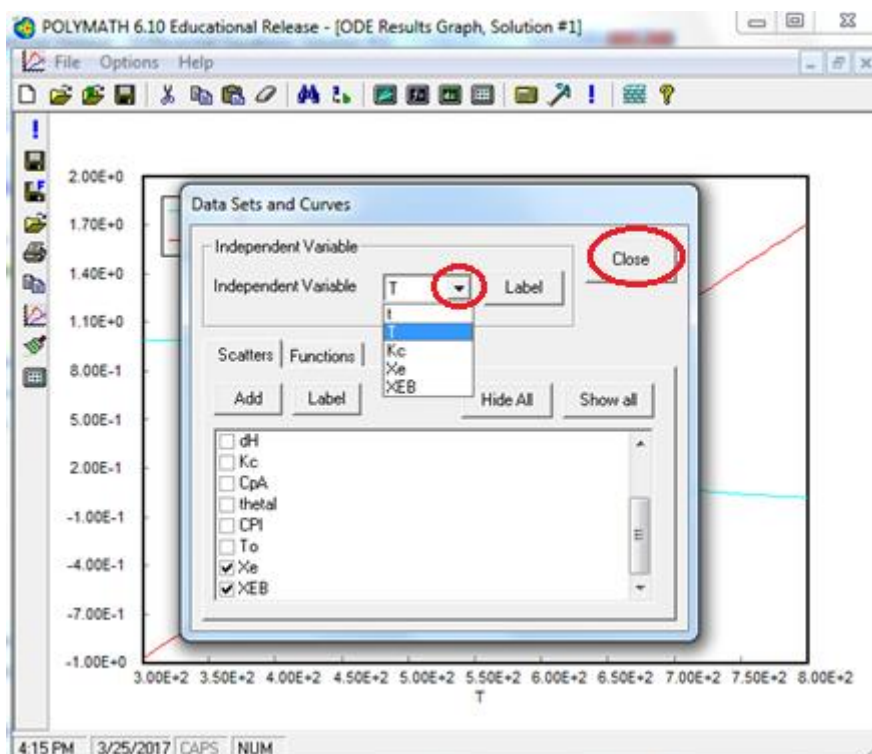 POLYMATH 6.10 Educational Release - [ODE Results Graph, Solution #1]
File Options Help
2.00E+0
1.70E+0
1.40E+0
1.10E+0
8.00E-1
5.00E-1
2.00E-1
-1.00E-1
-4.00E-1
-7.00E-1
-1.00E+0
3.00E+2 3.50E+2 4.00E+2 4.50E+2 5.00E+2 5.50E+2 6.00E+2 6.50E+2 7.00E+2 7.50E+2 8.00E+2
T
Data Sets and Curves
Independent Variable
Close
Independent Variable T Label
t
T
Kc
Xe
XEB
Scatters Functions
Add Label Hide All Show all
dH
Kc
CpA
thetaI
CPI
To
Xe
XEB
4:15 PM 3/25/2017 CAPS NUM